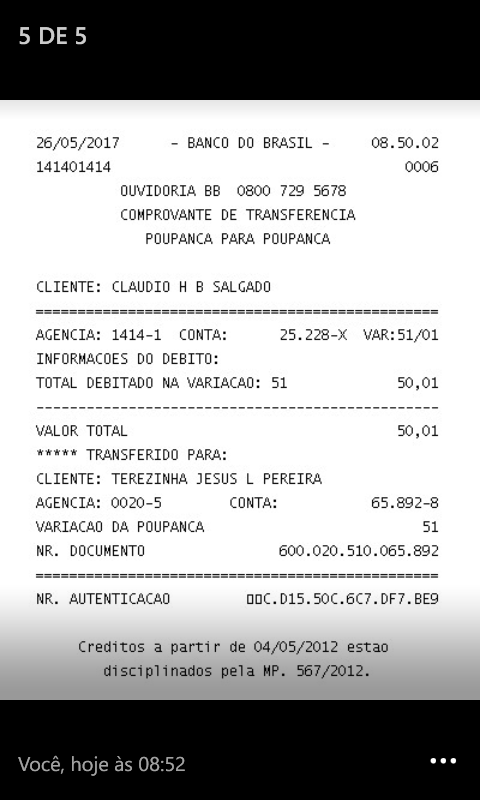 5 DE 5
26/05/2017 - BANCO DO BRASIL - 08.50.02
141401414 0006
OUVIDORIA BB 0800 729 5678
COMPROVANTE DE TRANSFERENCIA
POUPANCA PARA POUPANCA
CLIENTE: CLAUDIO H B SALGADO
================================================
AGENCIA: 1414-1 CONTA: 25.228-X VAR:51/01
INFORMACOES DO DEBITO:
TOTAL DEBITADO NA VARIACAO: 51 50,01
------------------------------------------------
VALOR TOTAL 50,01
***** TRANSFERIDO PARA:
CLIENTE: TEREZINHA JESUS L PEREIRA
AGENCIA: 0020-5 CONTA: 65.892-8
VARIACAO DA POUPANCA 51
NR. DOCUMENTO 600.020.510.065.892
================================================
NR. AUTENTICACAO ▯▯C.D15.50C.6C7.DF7.BE9
Creditos a partir de 04/05/2012 estao
disciplinados pela MP. 567/2012.
Você, hoje às 08:52